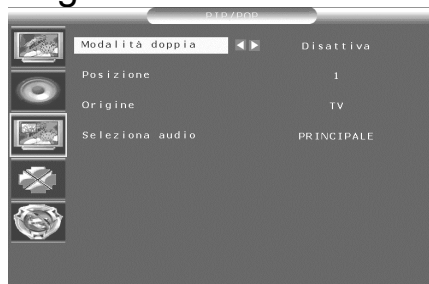 PIP/POP
Modalità doppia Disattiva
Posizione 1
Origine TV
Seleziona audio PRINCIPALE